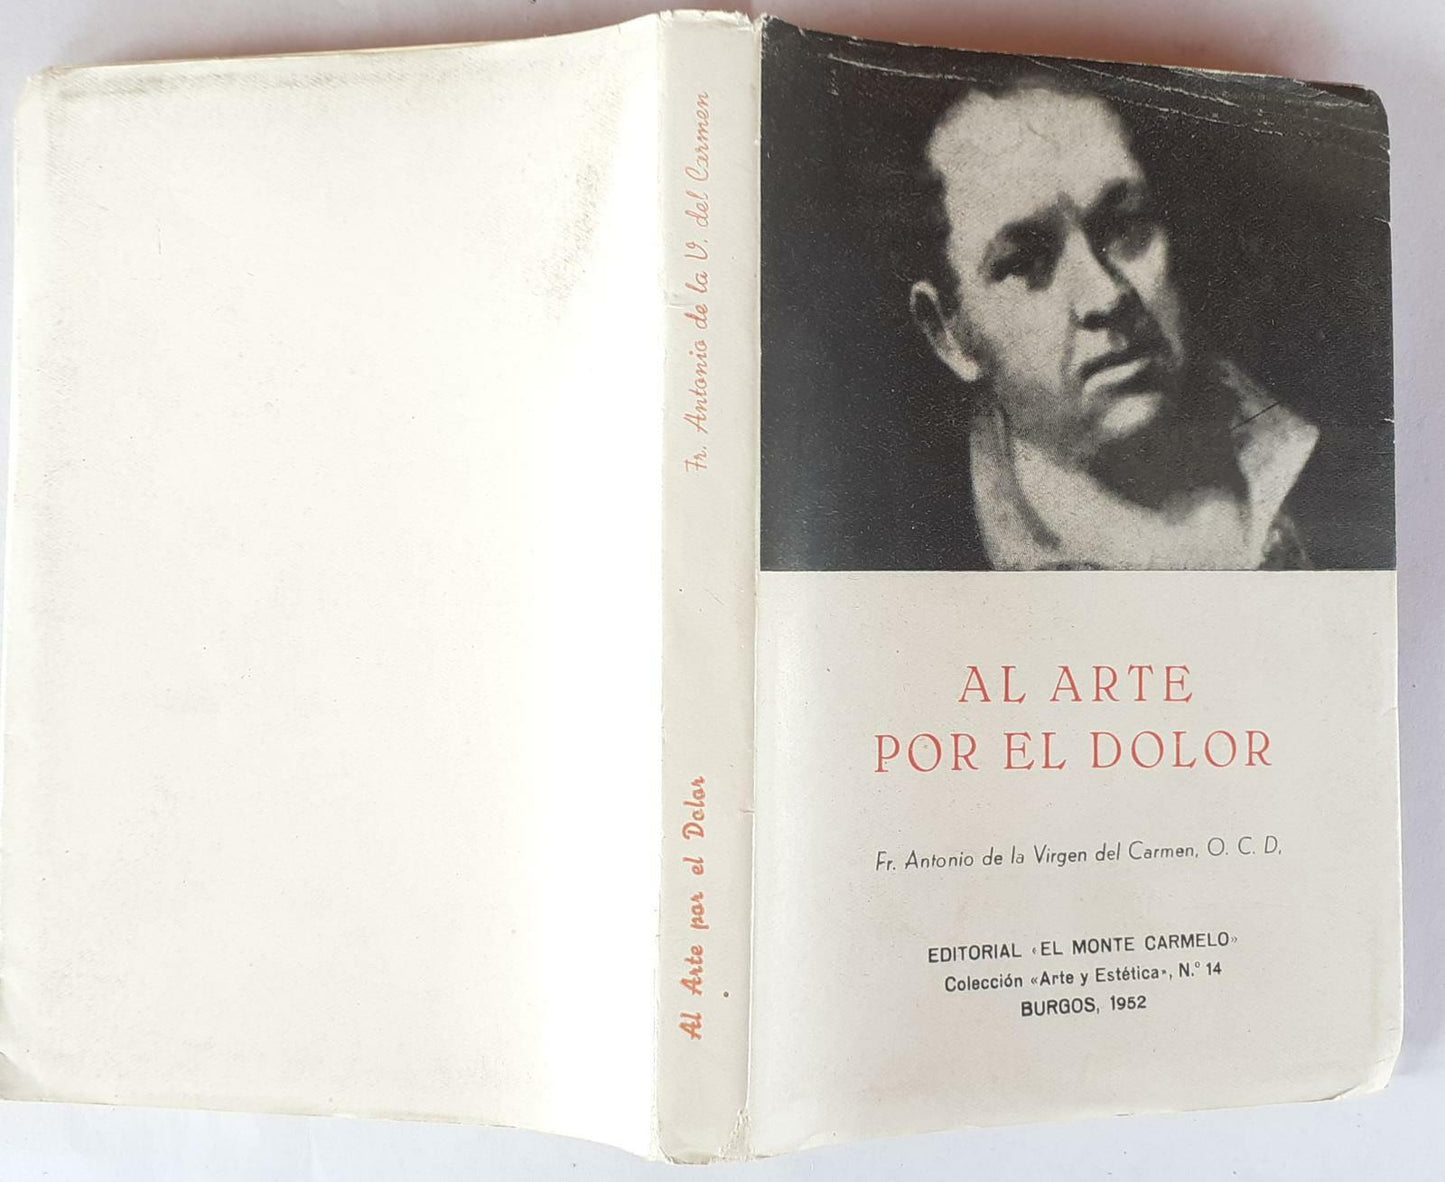 Al Arte por el Dolor
Fr. Antonio de la V. del Carmen
AL ARTE
POR EL DOLOR
Fr. Antonio de la Virgen del Carmen, O. C. D.
EDITORIAL «EL MONTE CARMELO»
Colección «Arte y Estética», N.º 14
BURGOS, 1952